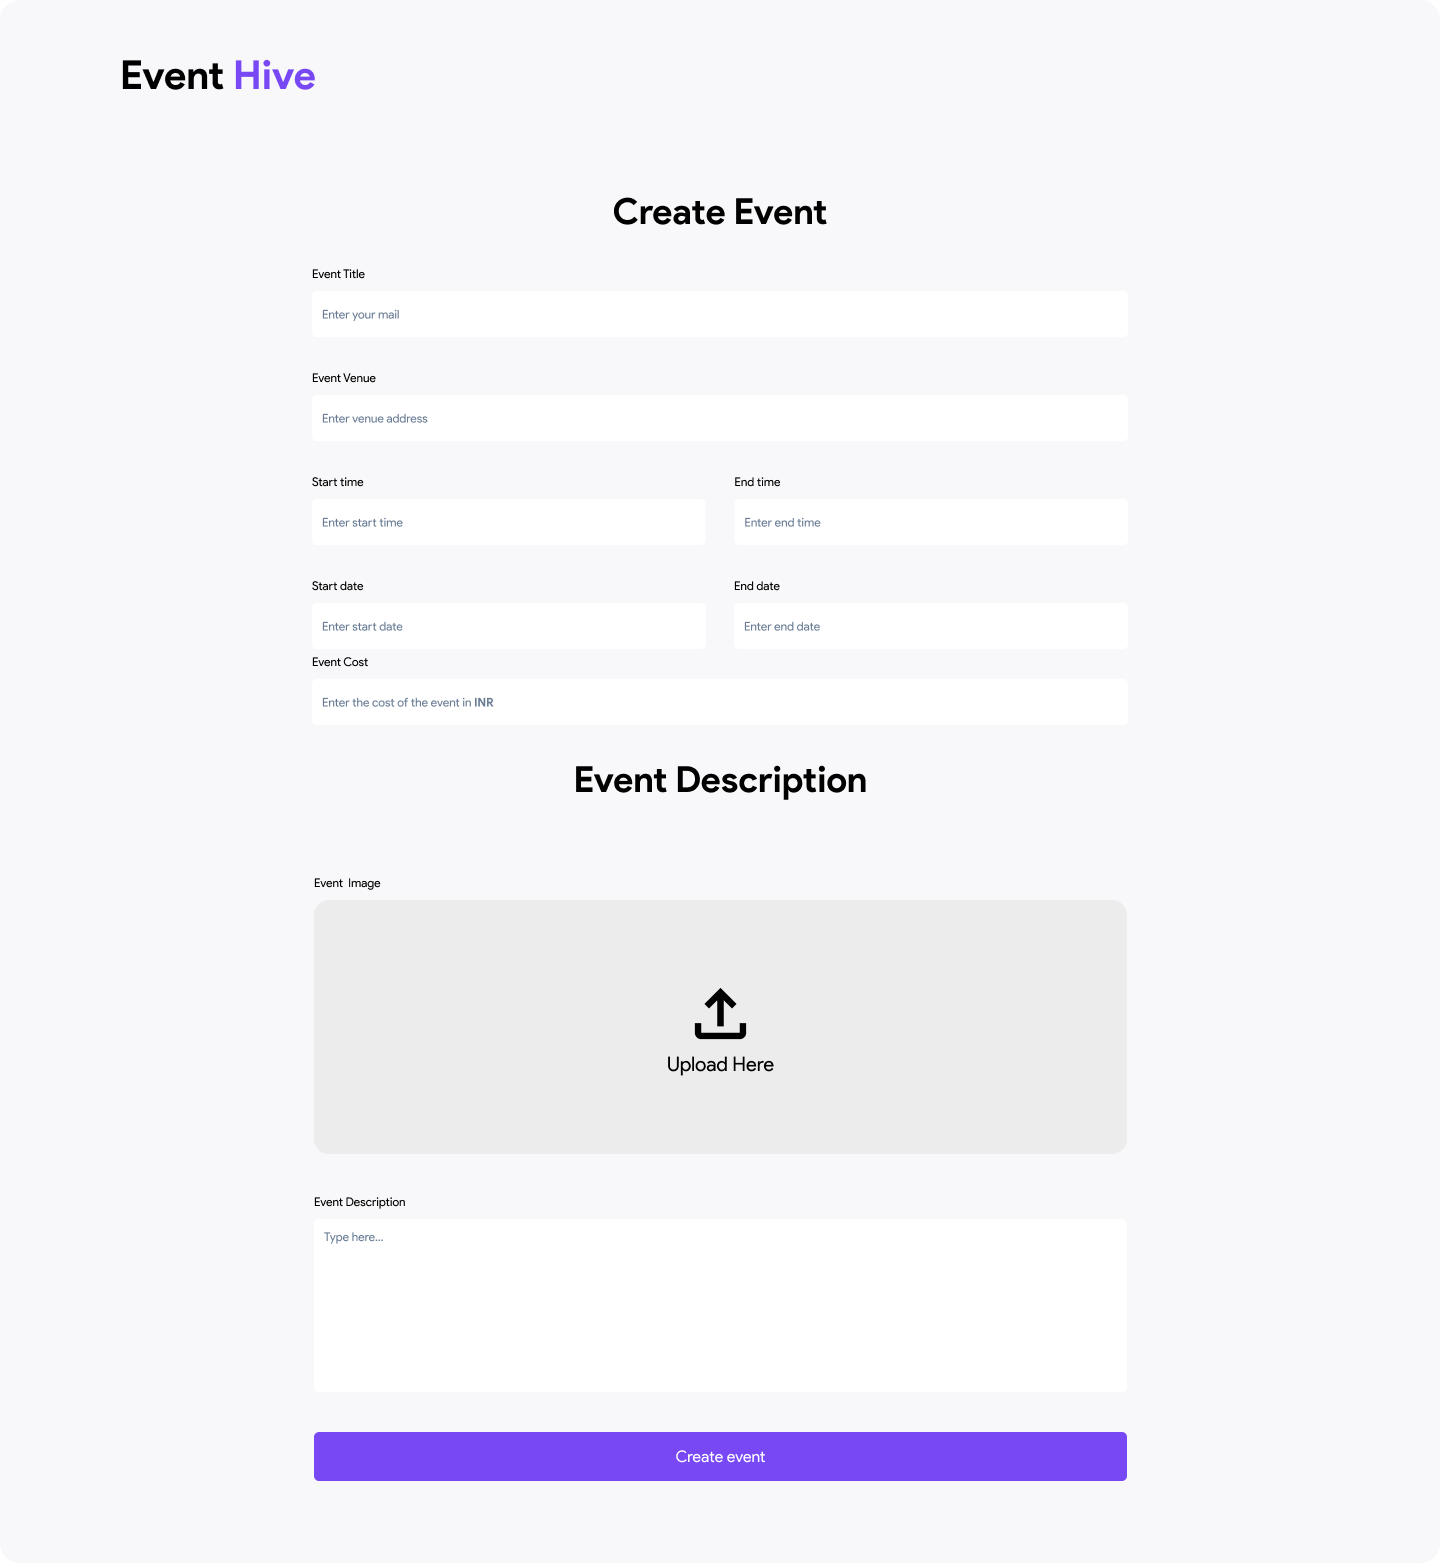 Event Hive
Create Event
Event Title
Enter your mail
Event Venue
Enter venue address
Start time
End time
Enter start time
Enter end time
Start date
End date
Enter start date
Enter end date
Event Cost
Enter the cost of the event in INR
Event Description
Event Image
Upload Here
Event Description
Type here...
Create event